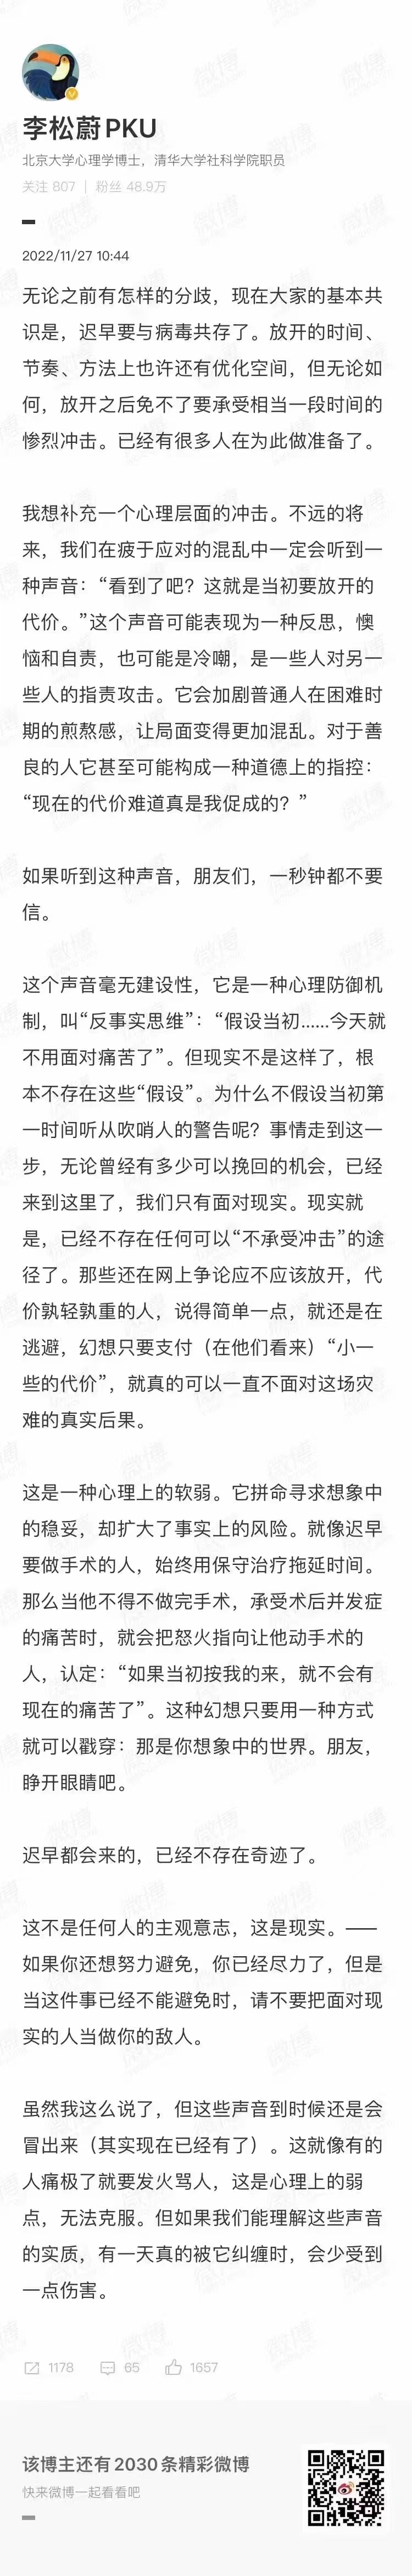 李松蔚PKU
北京大学心理学博士，清华大学社科学院职员
关注 807 | 粉丝 48.9万
2022/11/27 10:44
无论之前有怎样的分歧，现在大家的基本共
识是，迟早要与病毒共存了。放开的时间、
节奏、方法上也许还有优化空间，但无论如
何，放开之后免不了要承受相当一段时间的
惨烈冲击。已经有很多人在为此做准备了。
我想补充一个心理层面的冲击。不远的将
来，我们在疲于应对的混乱中一定会听到一
种声音：“看到了吧？这就是当初要放开的
代价。”这个声音可能表现为一种反思，懊
恼和自责，也可能是冷嘲，是一些人对另一
些人的指责攻击。它会加剧普通人在困难时
期的煎熬感，让局面变得更加混乱。对于善
良的人它甚至可能构成一种道德上的指控：
“现在的代价难道真是我促成的？”
如果听到这种声音，朋友们，一秒钟都不要
信。
这个声音毫无建设性，它是一种心理防御机
制，叫“反事实思维”：“假设当初……今天就
不用面对痛苦了”。但现实不是这样了，根
本不存在这些“假设”。为什么不假设当初第
一时间听从吹哨人的警告呢？事情走到这一
步，无论曾经有多少可以挽回的机会，已经
来到这里了，我们只有面对现实。现实就
是，已经不存在任何可以“不承受冲击”的途
径了。那些还在网上争论应不应该放开，代
价孰轻孰重的人，说得简单一点，就还是在
逃避，幻想只要支付（在他们看来）“小一
些的代价”，就真的可以一直不面对这场灾
难的真实后果。
这是一种心理上的软弱。它拼命寻求想象中
的稳妥，却扩大了事实上的风险。就像迟早
要做手术的人，始终用保守治疗拖延时间。
那么当他不得不做完手术，承受术后并发症
的痛苦时，就会把怒火指向让他动手术的
人，认定：“如果当初按我的来，就不会有
现在的痛苦了”。这种幻想只要用一种方式
就可以戳穿：那是你想象中的世界。朋友，
睁开眼睛吧。
迟早都会来的，已经不存在奇迹了。
这不是任何人的主观意志，这是现实。——
如果你还想努力避免，你已经尽力了，但是
当这件事已经不能避免时，请不要把面对现
实的人当做你的敌人。
虽然我这么说了，但这些声音到时候还是会
冒出来（其实现在已经有了）。这就像有的
人痛极了就要发火骂人，这是心理上的弱
点，无法克服。但如果我们能理解这些声音
的实质，有一天真的被它纠缠时，会少受到
一点伤害。
1178 65 1657
该博主还有2030条精彩微博
快来微博一起看看吧